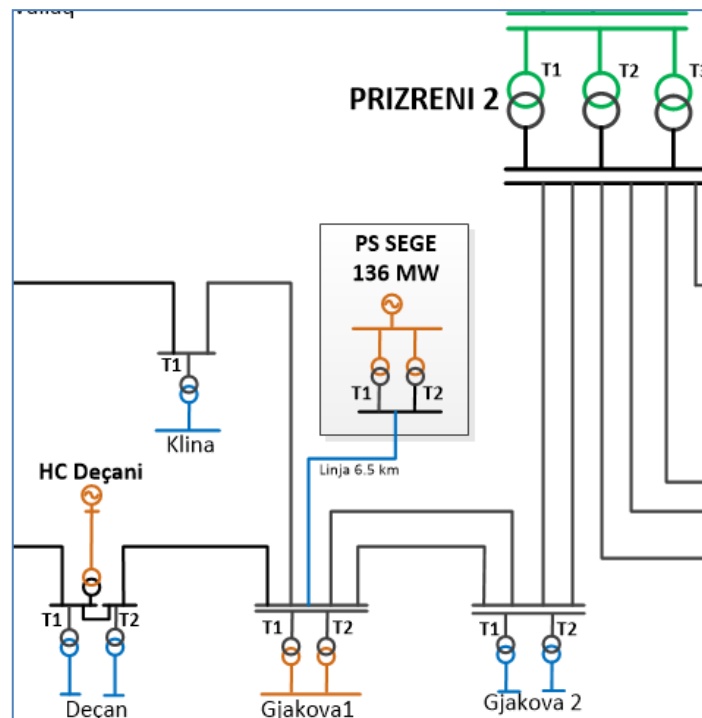 T1
T2
PRIZRENI 2
PS SEGE
136 MW
T1
T2
T1
Klina
Linja 6.5 km
HC Deçani
T1
T2
Deçan
T1
T2
Gjakova1
T1
T2
Gjakova 2